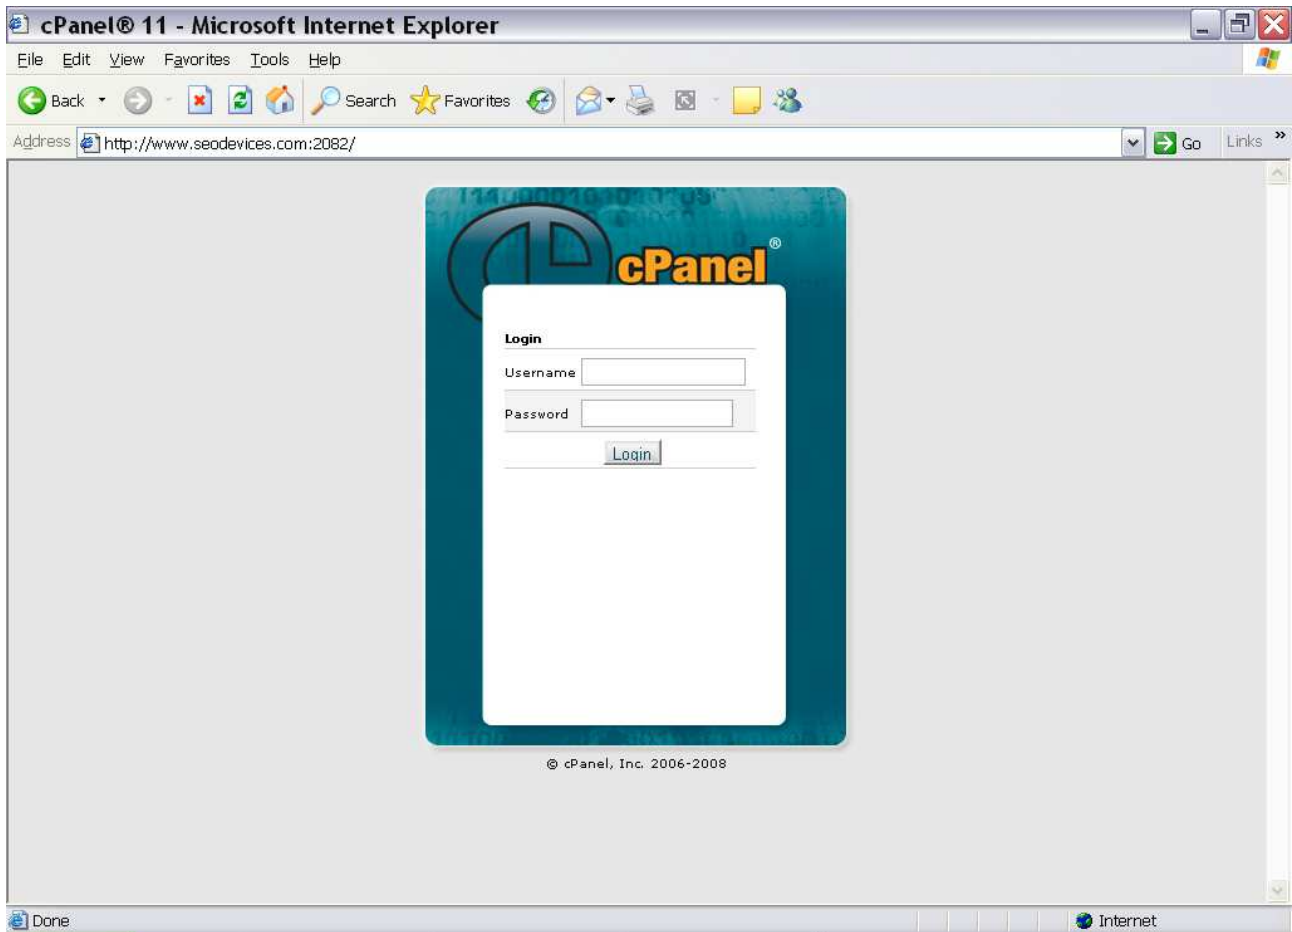 cPanel® 11 - Microsoft Internet Explorer
File Edit View Favorites Tools Help
Back Search Favorites
Address http://www.seodevices.com:2082/ Go Links »
cPanel®
Login
Username
Password
Login
© cPanel, Inc. 2006-2008
Done Internet